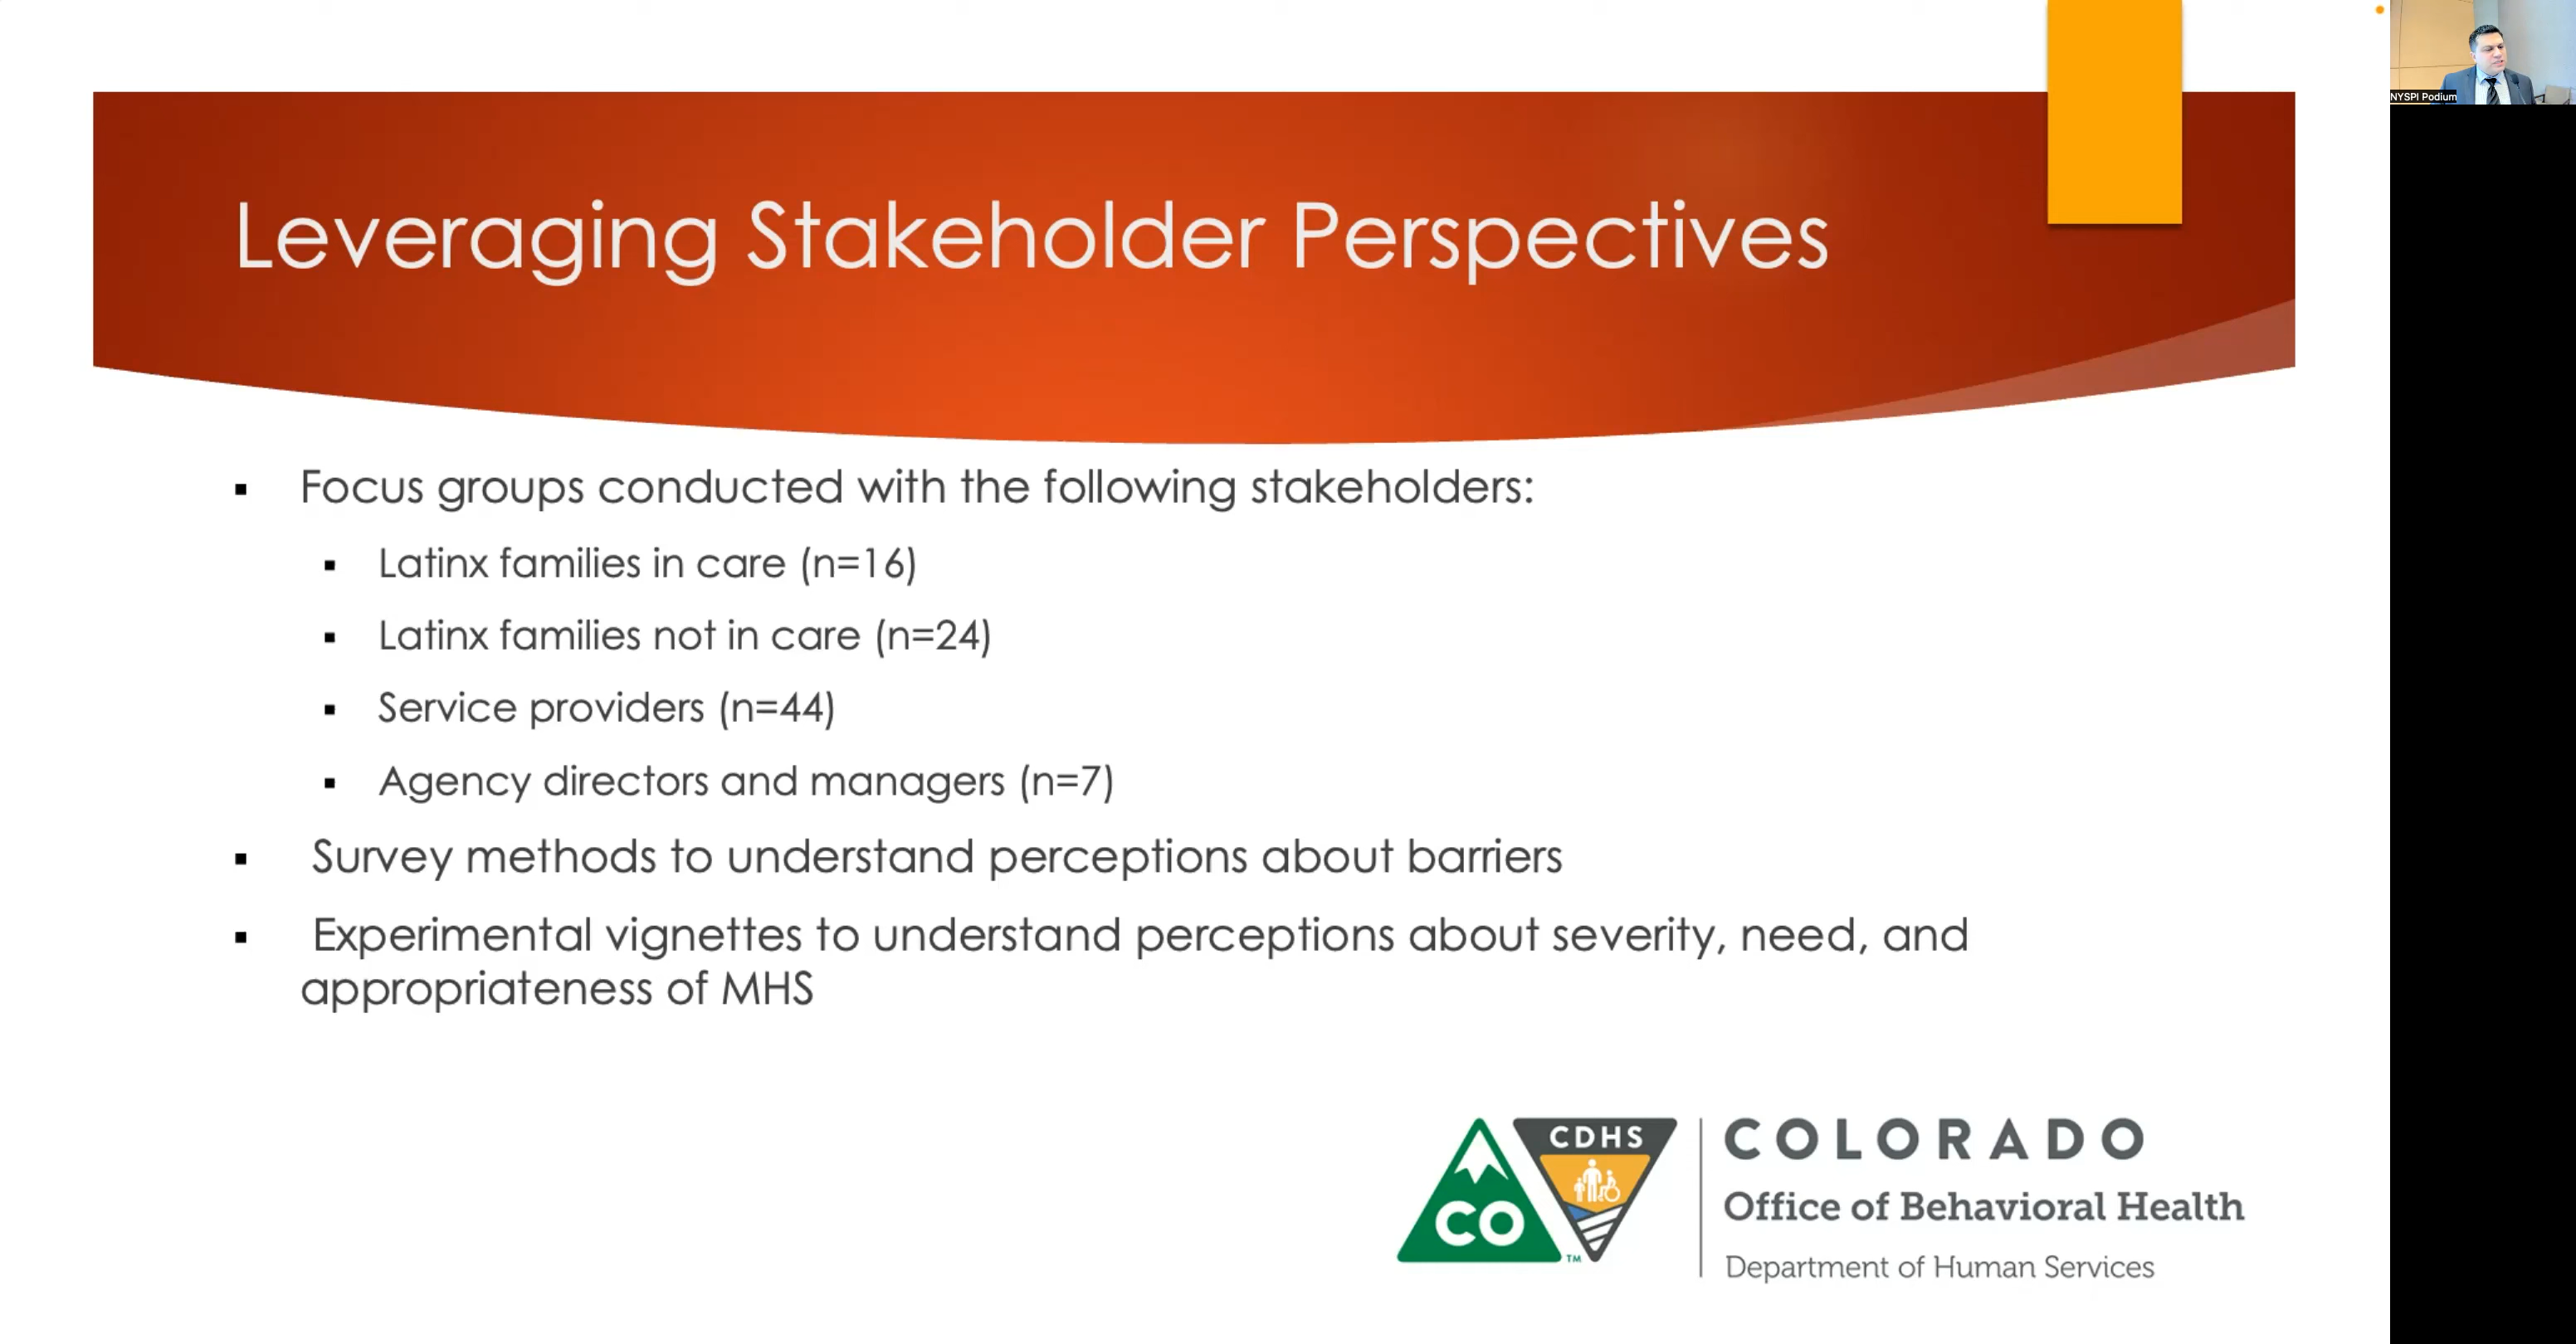 NYSPI Podium
Leveraging Stakeholder Perspectives
▪ Focus groups conducted with the following stakeholders:
▪ Latinx families in care (n=16)
▪ Latinx families not in care (n=24)
▪ Service providers (n=44)
▪ Agency directors and managers (n=7)
▪ Survey methods to understand perceptions about barriers
▪ Experimental vignettes to understand perceptions about severity, need, and
appropriateness of MHS
CDHS
CO
TM
COLORADO
Office of Behavioral Health
Department of Human Services